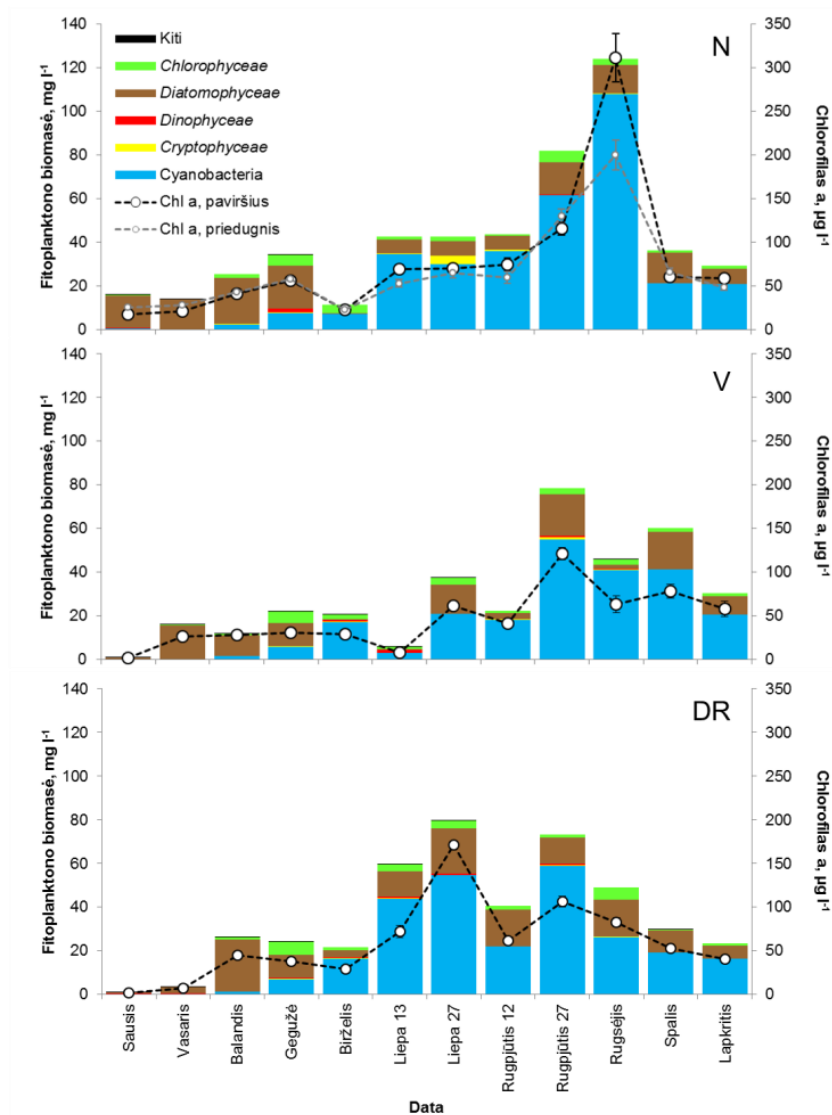 N
140
120
100
80
60
40
20
0
Fitoplanktono biomasė, mg l-1
Kiti
Chlorophyceae
Diatomophyceae
Dinophyceae
Cryptophyceae
Cyanobacteria
Chl a, paviršius
Chl a, priedugnis
350
300
250
200
150
100
50
0
Chlorofilas a, µg l-1
V
140
120
100
80
60
40
20
0
Fitoplanktono biomasė, mg l-1
350
300
250
200
150
100
50
0
Chlorofilas a, µg l-1
DR
140
120
100
80
60
40
20
0
Fitoplanktono biomasė, mg l-1
350
300
250
200
150
100
50
0
Chlorofilas a, µg l-1
Sausis
Vasaris
Balandis
Gegužė
Birželis
Liepa 13
Liepa 27
Rugpjūtis 12
Rugpjūtis 27
Rugsėjis
Spalis
Lapkritis
Data